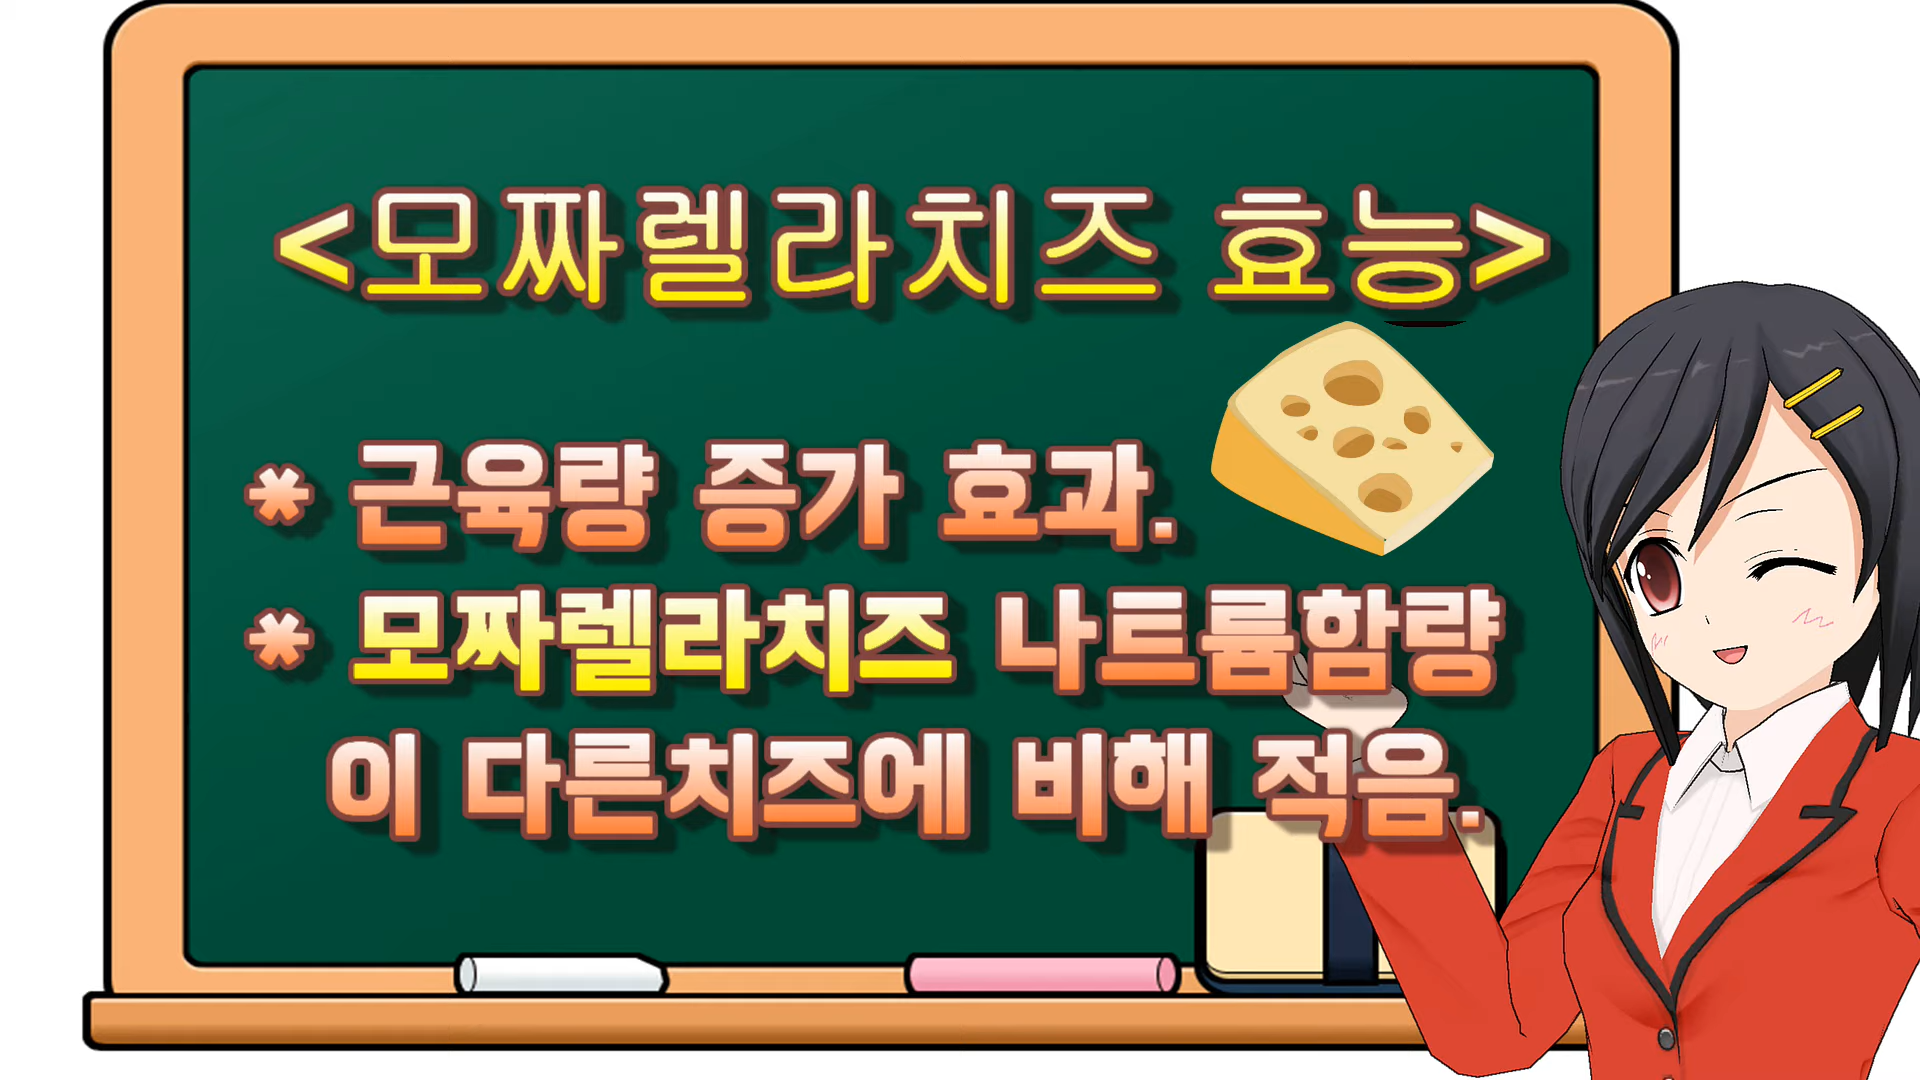 <모짜렐라치즈 효능>
* 근육량 증가 효과.
* 모짜렐라치즈 나트륨함량
이 다른치즈에 비해 적음.